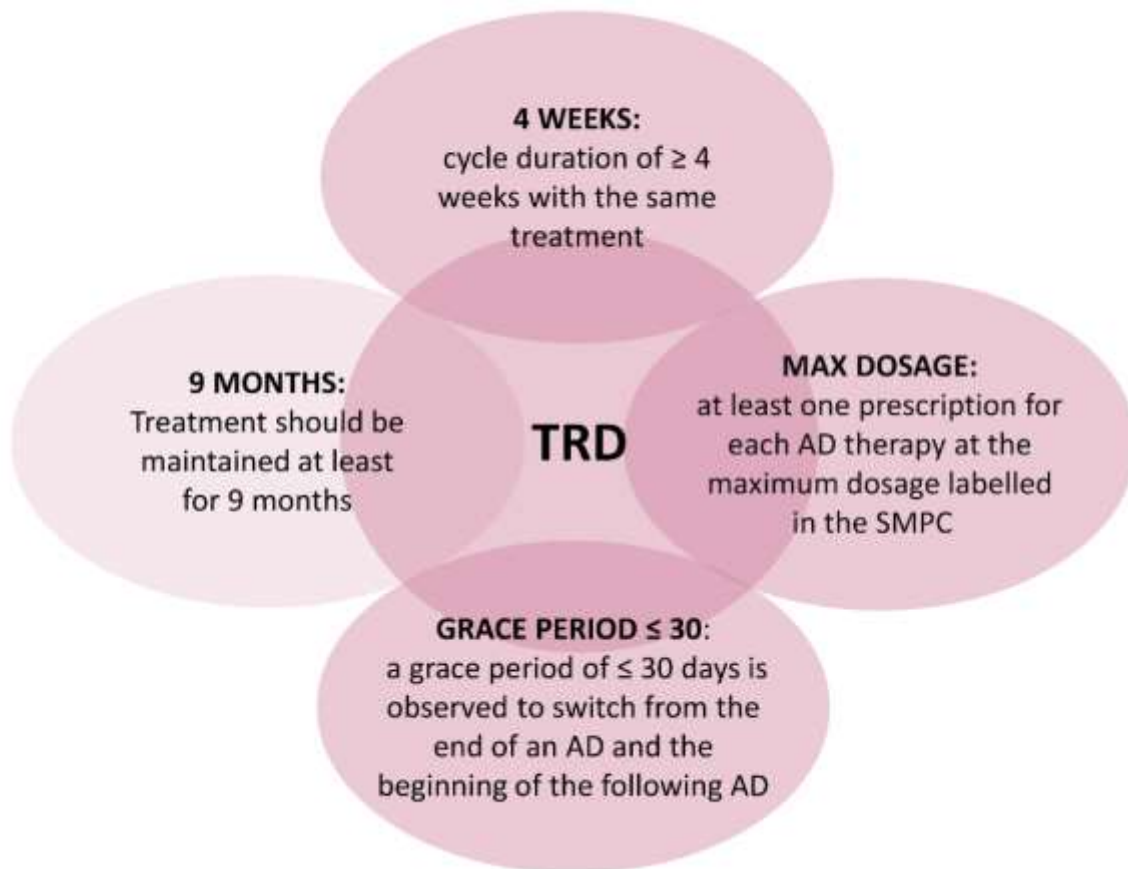 4 WEEKS:
cycle duration of ≥ 4
weeks with the same
treatment
9 MONTHS:
Treatment should be
maintained at least
for 9 months
TRD
MAX DOSAGE:
at least one prescription for
each AD therapy at the
maximum dosage labelled
in the SMPC
GRACE PERIOD ≤ 30:
a grace period of ≤ 30 days is
observed to switch from the
end of an AD and the
beginning of the following AD